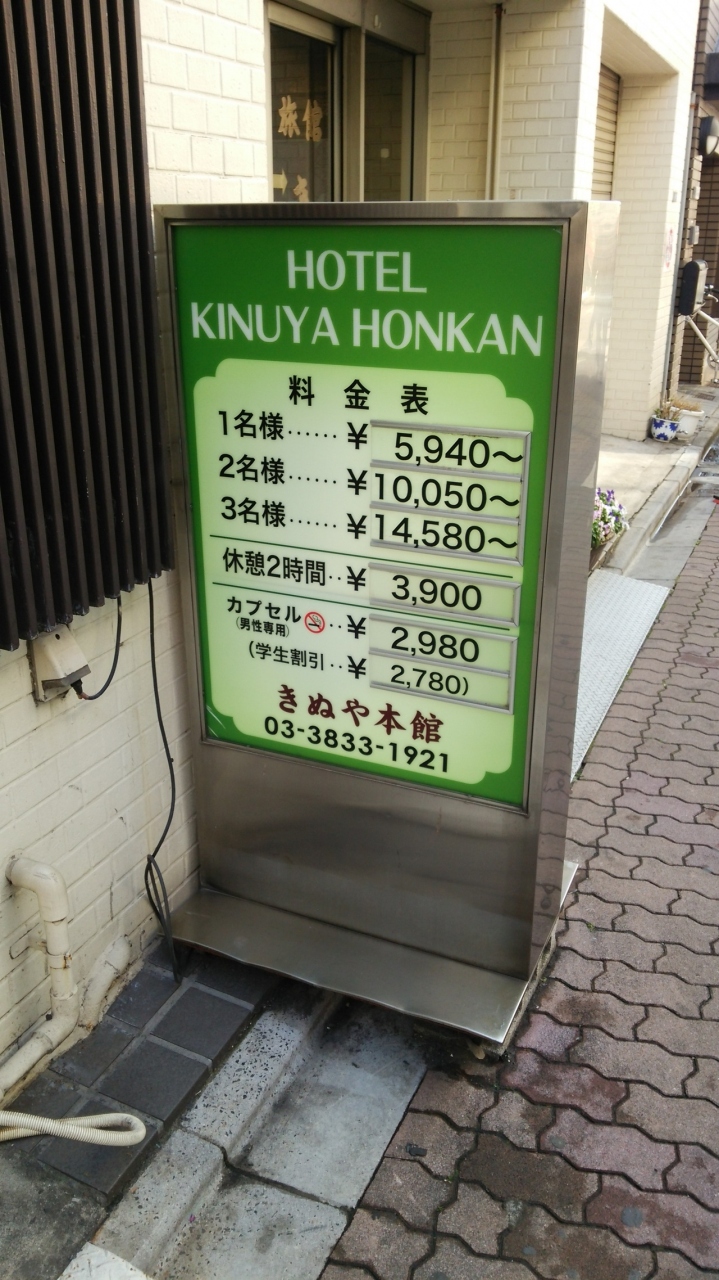 旅館
HOTEL
KINUYA HONKAN
料金表
1名様……¥ 5,940〜
2名様……¥ 10,050〜
3名様……¥ 14,580〜
休憩2時間‥¥ 3,900
カプセル‥¥ 2,980
(男性専用)
(学生割引‥¥ 2,780)
きぬや本館
03-3833-1921